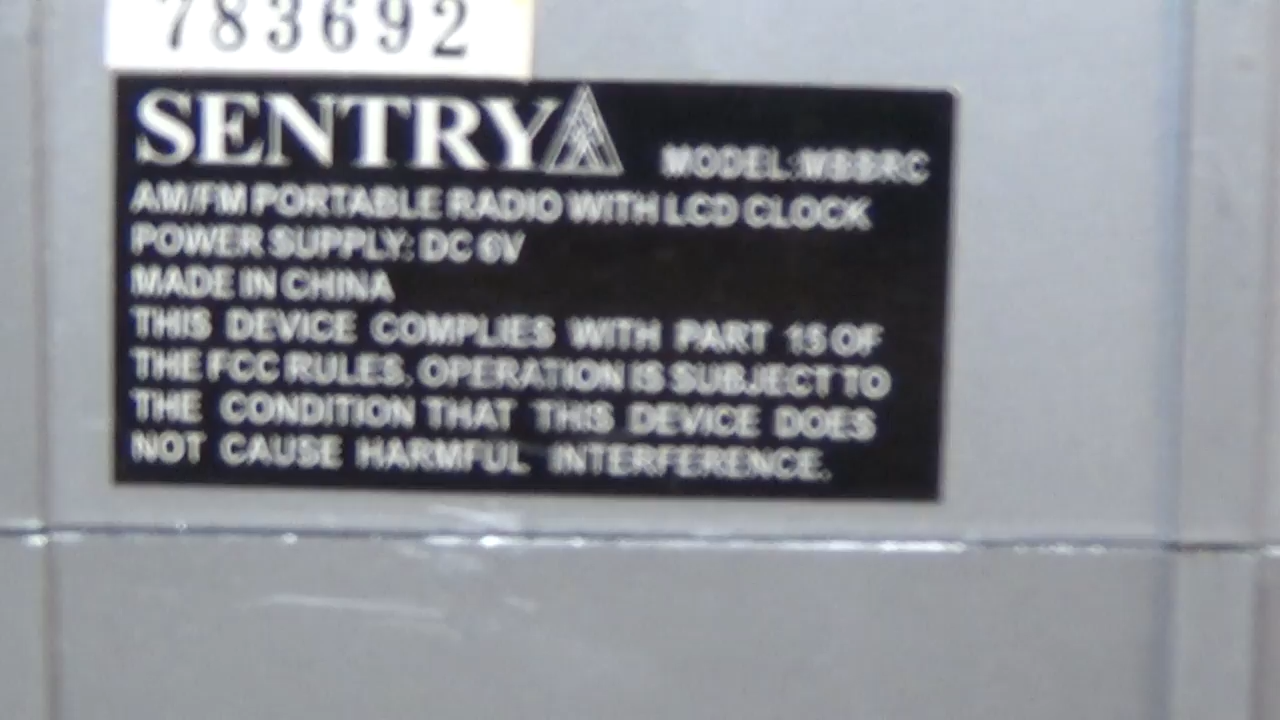 783692
SENTRY
MODEL:
AM/FM PORTABLE RADIO WITH LCD CLOCK
POWER SUPPLY: DC 6V
MADE IN CHINA
THIS DEVICE COMPLIES WITH PART 15 OF
THE FCC RULES. OPERATION IS SUBJECT TO
THE CONDITION THAT THIS DEVICE DOES
NOT CAUSE HARMFUL INTERFERENCE.